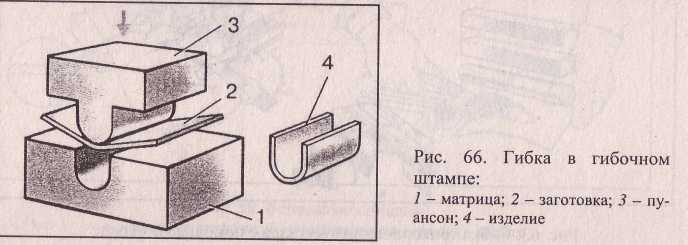 3
2
4
1
Рис. 66. Гибка в гибочном
штампе:
1 – матрица; 2 – заготовка; 3 – пу-
ансон; 4 – изделие